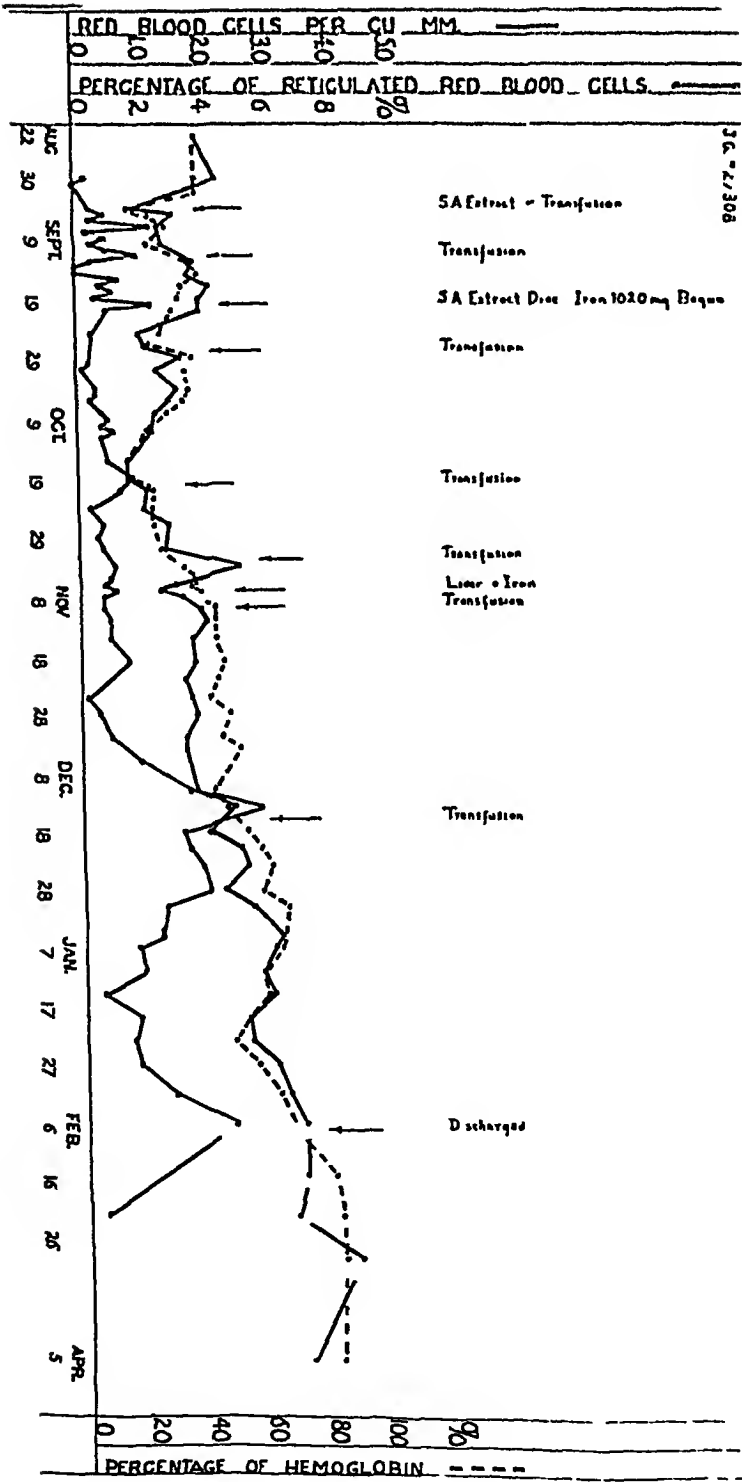 RED BLOOD CELLS PER CU MM.
0 1.0 2.0 3.0 4.0 5.0
PERCENTAGE OF RETICULATED RED BLOOD CELLS
0 2 4 6 8 %
AUG
22
30
SEPT.
9
19
29
OCT.
9
19
29
NOV
8
18
28
DEC.
8
18
28
JAN.
7
17
27
FEB.
6
16
26
APR.
5
SA Extract - Transfusion
Transfusion
SA Extract Disc Iron 1020 mg Begun
Transfusion
Transfusion
Transfusion
Liver + Iron
Transfusion
Transfusion
Discharged
0 20 40 60 80 100 %
PERCENTAGE OF HEMOGLOBIN